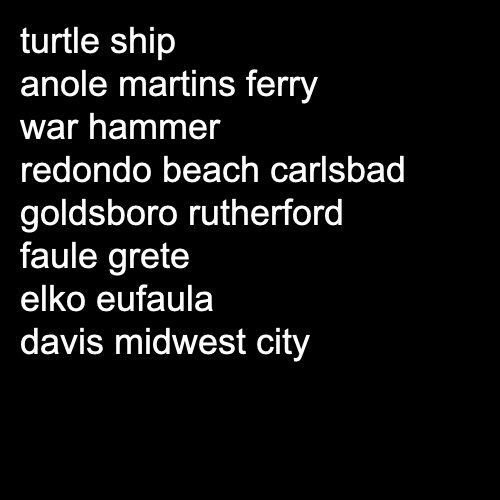 turtle ship
anole martins ferry
war hammer
redondo beach carlsbad
goldsboro rutherford
faule grete
elko eufaula
davis midwest city